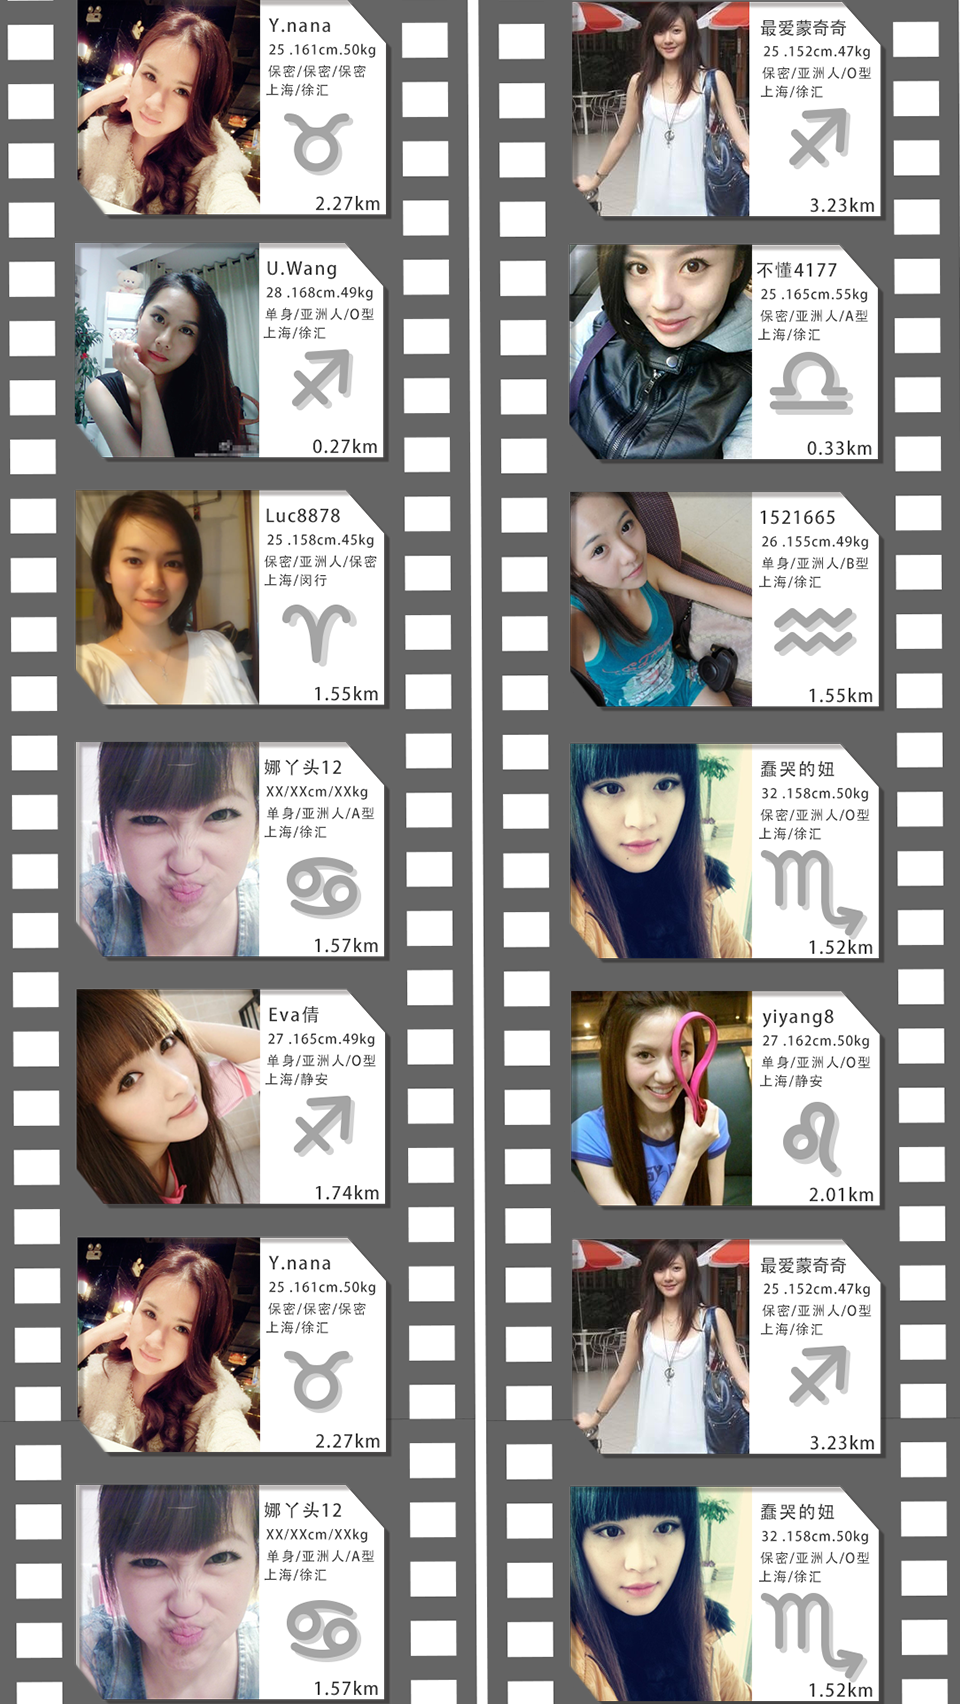 Y.nana
25 .161cm.50kg
保密/保密/保密
上海/徐汇
2.27km
最爱蒙奇奇
25 .152cm.47kg
保密/亚洲人/O型
上海/徐汇
3.23km
U.Wang
28 .168cm.49kg
单身/亚洲人/O型
上海/徐汇
0.27km
不懂4177
25 .165cm.55kg
保密/亚洲人/A型
上海/徐汇
0.33km
Luc8878
25 .158cm.45kg
保密/亚洲人/保密
上海/闵行
1.55km
1521665
26 .155cm.49kg
单身/亚洲人/B型
上海/徐汇
1.55km
娜丫头12
XX/XXcm/XXkg
单身/亚洲人/A型
上海/徐汇
1.57km
蠢哭的妞
32 .158cm.50kg
保密/亚洲人/O型
上海/徐汇
1.52km
Eva倩
27 .165cm.49kg
单身/亚洲人/O型
上海/静安
1.74km
yiyang8
27 .162cm.50kg
单身/亚洲人/O型
上海/静安
2.01km
Y.nana
25 .161cm.50kg
保密/保密/保密
上海/徐汇
2.27km
最爱蒙奇奇
25 .152cm.47kg
保密/亚洲人/O型
上海/徐汇
3.23km
娜丫头12
XX/XXcm/XXkg
单身/亚洲人/A型
上海/徐汇
1.57km
蠢哭的妞
32 .158cm.50kg
保密/亚洲人/O型
上海/徐汇
1.52km